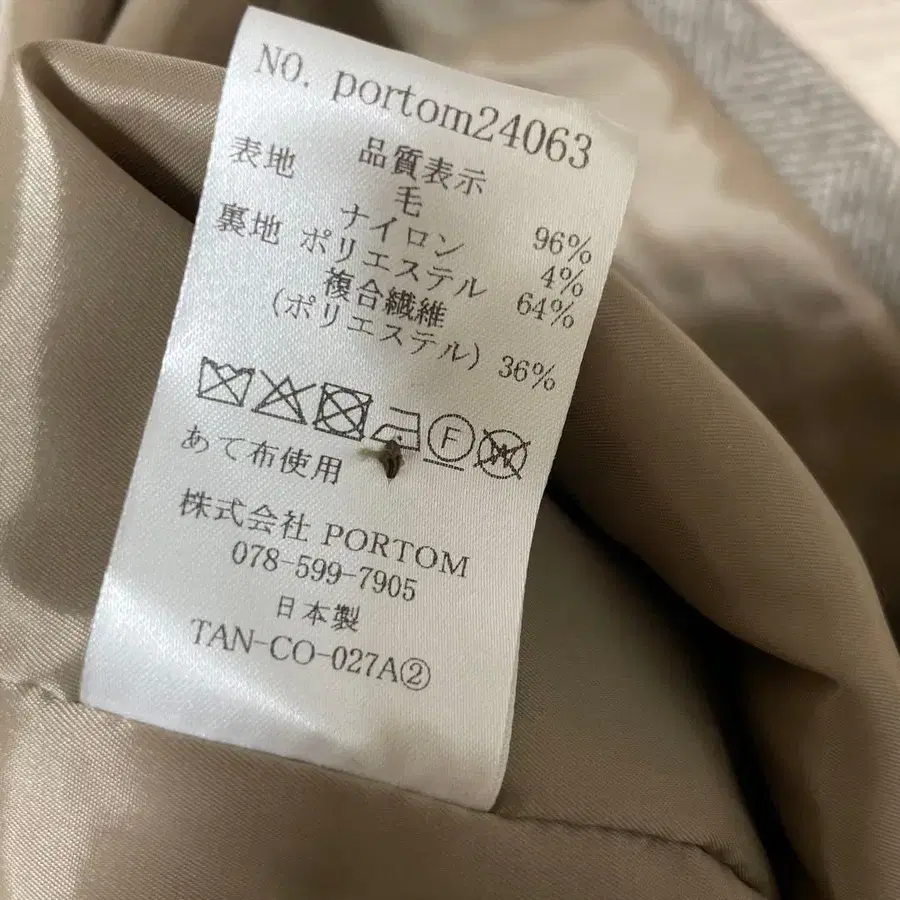 NO. portom24063
品質表示
表地 毛 96%
ナイロン 4%
裏地 ポリエステル 64%
複合繊維
(ポリエステル) 36%
F
W
あて布使用
株式会社 PORTOM
078-599-7905
日本製
TAN-CO-027A②